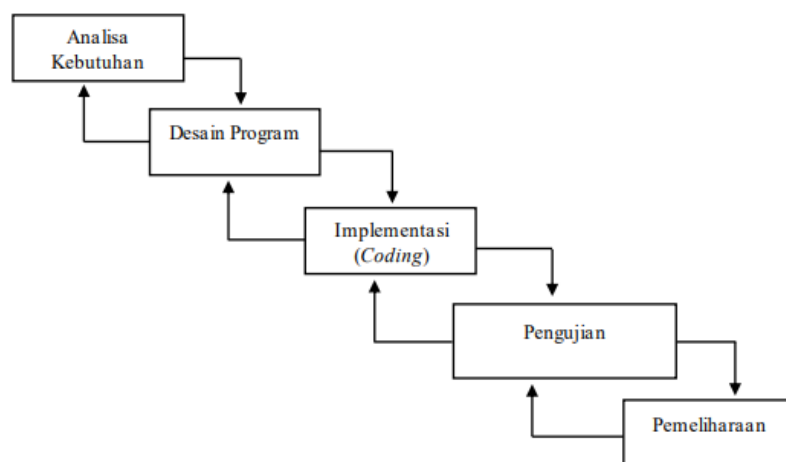 Analisa
Kebutuhan
Desain Program
Implementasi
(Coding)
Pengujian
Pemeliharaan